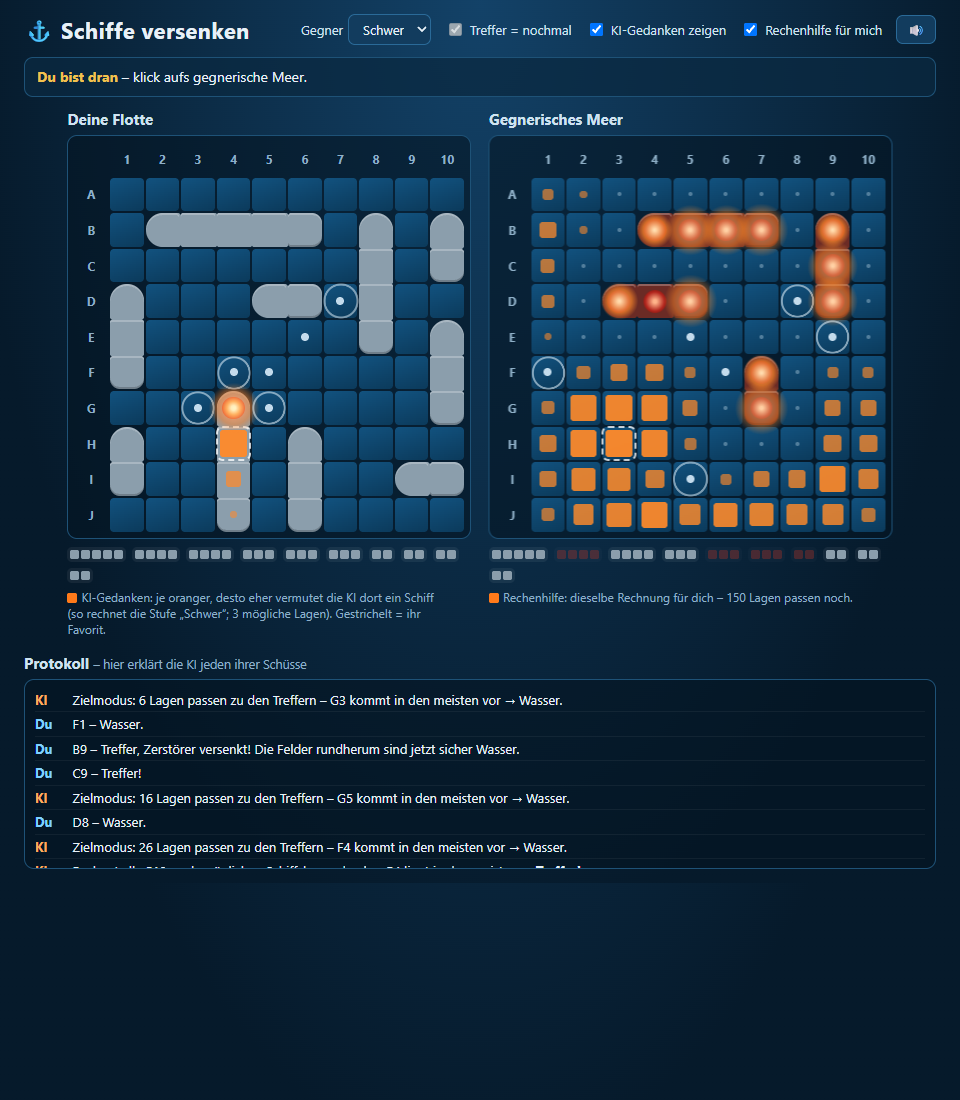 ⚓ Schiffe versenken
Gegner Schwer Treffer = nochmal KI-Gedanken zeigen Rechenhilfe für mich
Du bist dran – klick aufs gegnerische Meer.
Deine Flotte
1 2 3 4 5 6 7 8 9 10
A
B
C
D
E
F
G
H
I
J
KI-Gedanken: je oranger, desto eher vermutet die KI dort ein Schiff
(so rechnet die Stufe „Schwer“; 3 mögliche Lagen). Gestrichelt = ihr
Favorit.
Gegnerisches Meer
1 2 3 4 5 6 7 8 9 10
A
B
C
D
E
F
G
H
I
J
Rechenhilfe: dieselbe Rechnung für dich – 150 Lagen passen noch.
Protokoll – hier erklärt die KI jeden ihrer Schüsse
KI Zielmodus: 6 Lagen passen zu den Treffern – G3 kommt in den meisten vor → Wasser.
Du F1 – Wasser.
Du B9 – Treffer, Zerstörer versenkt! Die Felder rundherum sind jetzt sicher Wasser.
Du C9 – Treffer!
KI Zielmodus: 16 Lagen passen zu den Treffern – G5 kommt in den meisten vor → Wasser.
Du D8 – Wasser.
KI Zielmodus: 26 Lagen passen zu den Treffern – F4 kommt in den meisten vor → Wasser.